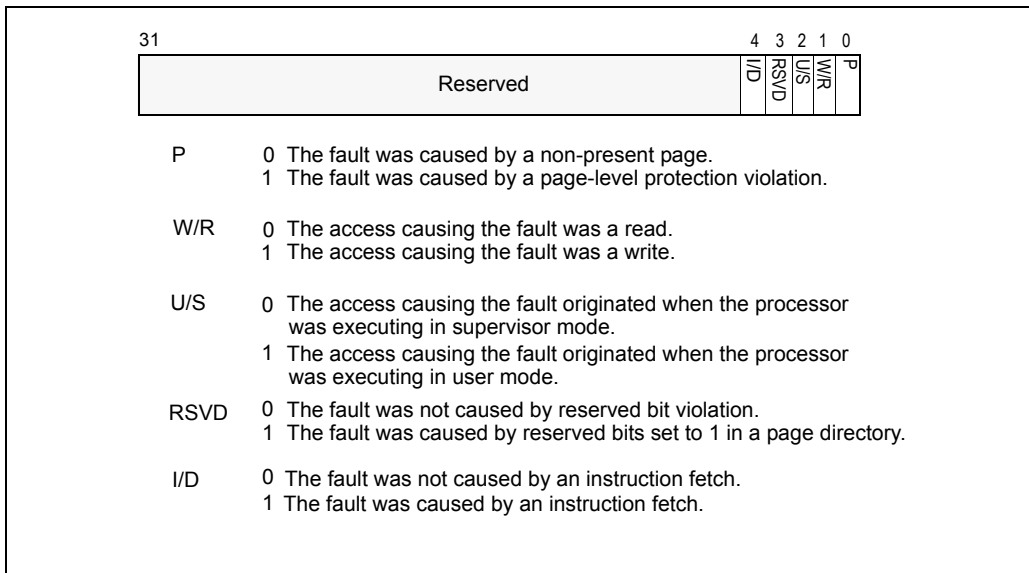 31 4 3 2 1 0
Reserved I/D RSVD U/S W/R P
P 0 The fault was caused by a non-present page.
1 The fault was caused by a page-level protection violation.
W/R 0 The access causing the fault was a read.
1 The access causing the fault was a write.
U/S 0 The access causing the fault originated when the processor
was executing in supervisor mode.
1 The access causing the fault originated when the processor
was executing in user mode.
RSVD 0 The fault was not caused by reserved bit violation.
1 The fault was caused by reserved bits set to 1 in a page directory.
I/D 0 The fault was not caused by an instruction fetch.
1 The fault was caused by an instruction fetch.